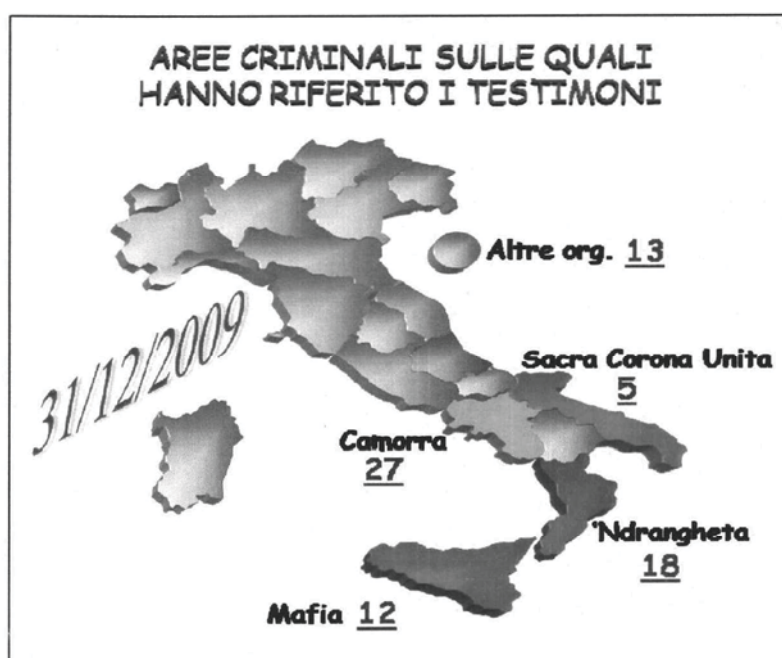 AREE CRIMINALI SULLE QUALI
HANNO RIFERITO I TESTIMONI
Altre org. 13
31/12/2009
Sacra Corona Unita
5
Camorra
27
'Ndrangheta
18
Mafia 12